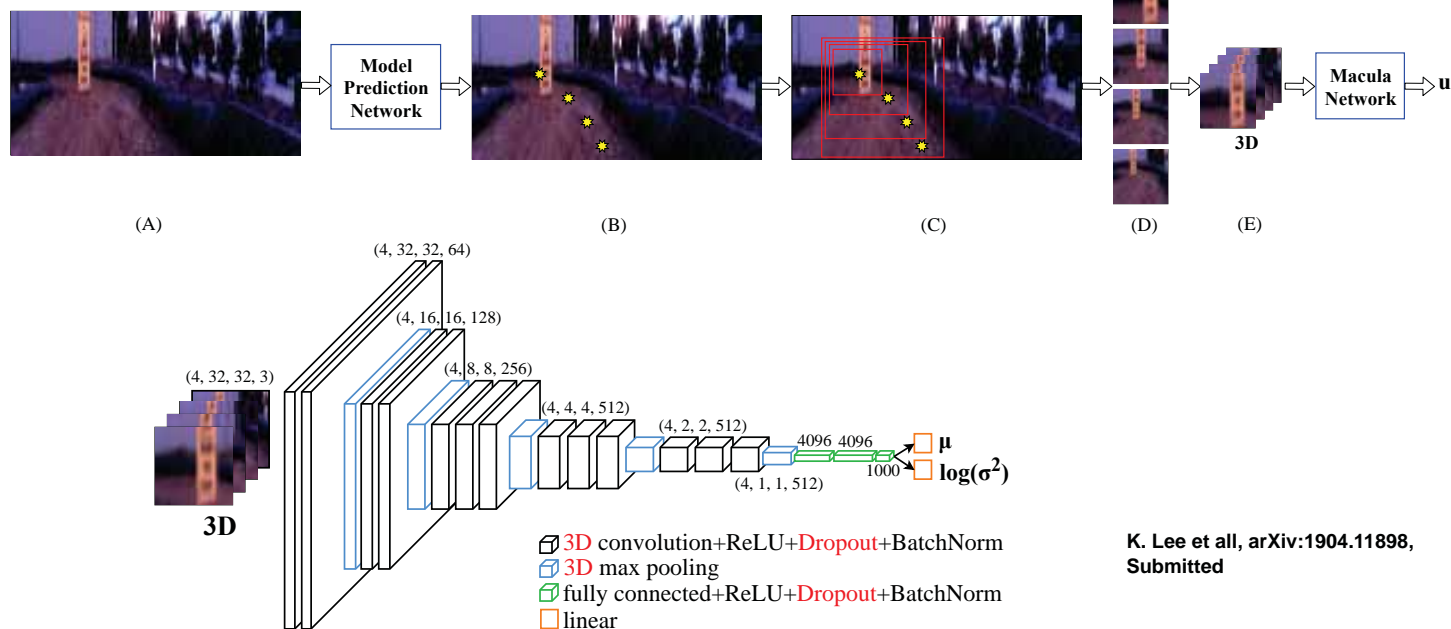 Model
Prediction
Network
Macula
Network
u
3D
(A)
(B)
(C)
(D)
(E)
(4, 32, 32, 64)
(4, 16, 16, 128)
(4, 8, 8, 256)
(4, 32, 32, 3)
(4, 4, 4, 512)
(4, 2, 2, 512)
(4, 1, 1, 512)
4096 4096
1000
μ
log(σ²)
3D
3D convolution+ReLU+Dropout+BatchNorm
3D max pooling
fully connected+ReLU+Dropout+BatchNorm
linear
K. Lee et all, arXiv:1904.11898,
Submitted